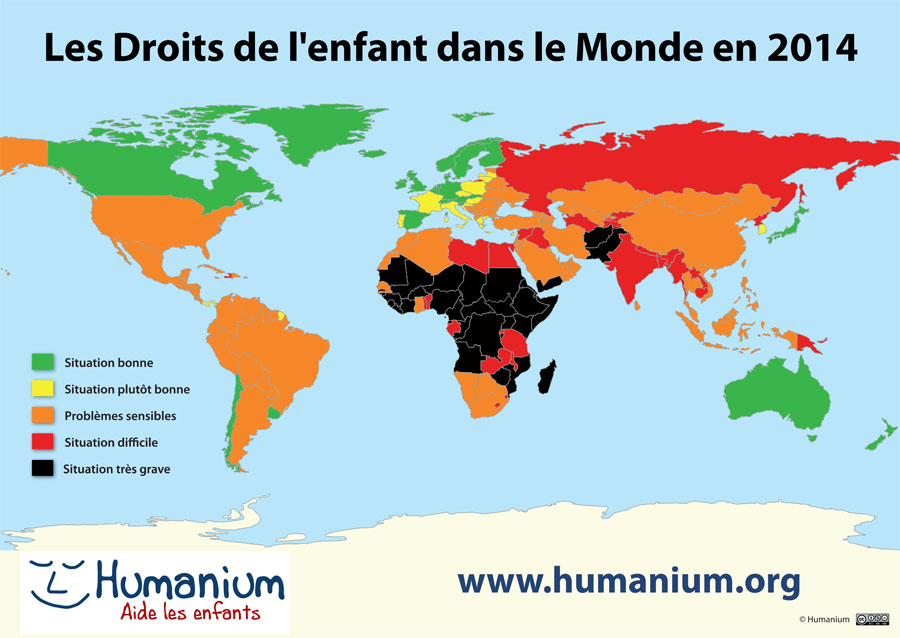 Les Droits de l'enfant dans le Monde en 2014
Situation bonne
Situation plutôt bonne
Problèmes sensibles
Situation difficile
Situation très grave
Humanium
Aide les enfants
www.humanium.org
© Humanium